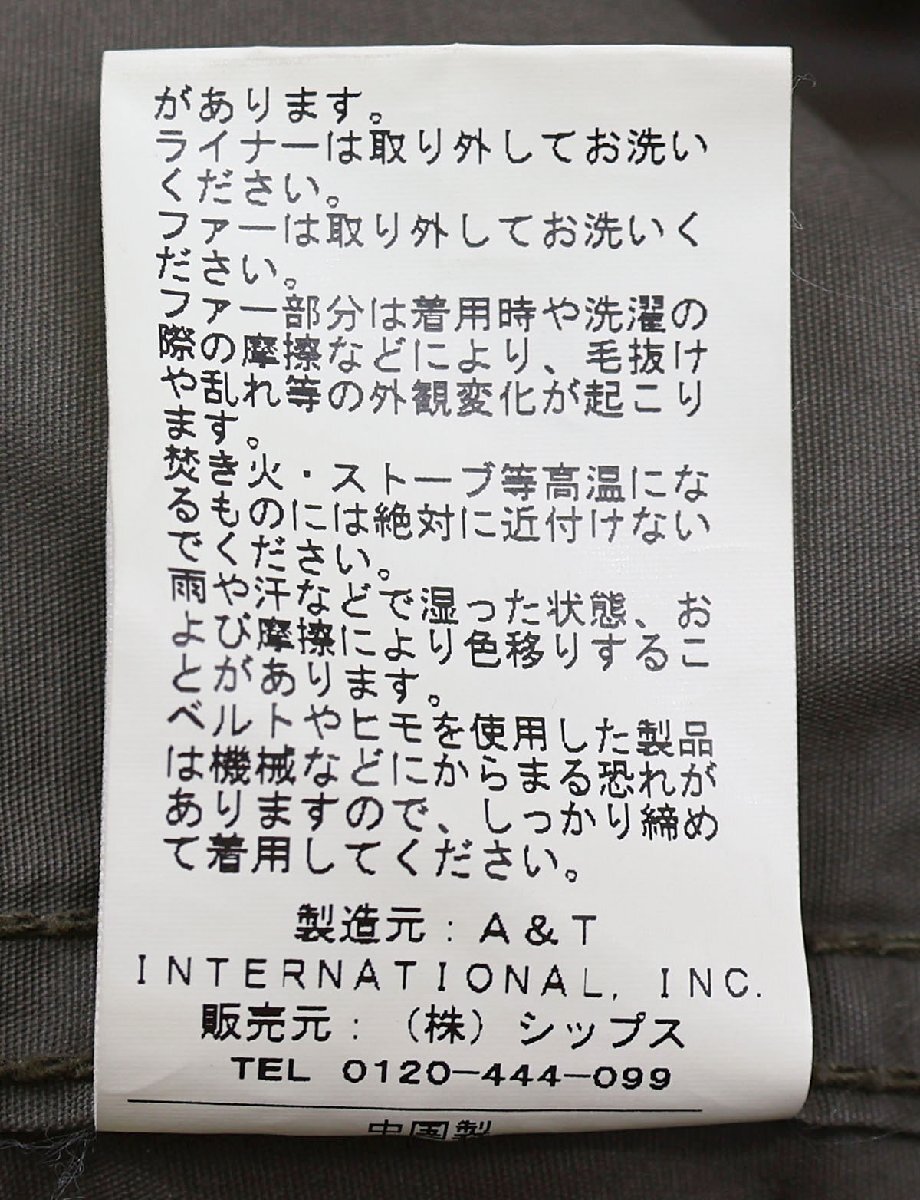 があります。
ライナーは取り外してお洗い
ください。
ファーは取り外してお洗いく
ださい。
ファー部分は着用時や洗濯の
際の摩擦などにより、毛抜け
や乱れ等の外観変化が起こり
ます。
焚き火・ストーブ等高温にな
るものには絶対に近付けない
でください。
雨や汗などで湿った状態、お
よび摩擦により色移りするこ
とがあります。
ベルトやヒモを使用した製品
は機械などにからまる恐れが
ありますので、しっかり締め
て着用してください。
製造元：A&T
INTERNATIONAL, INC.
販売元：（株）シップス
TEL 0120-444-099
中国製